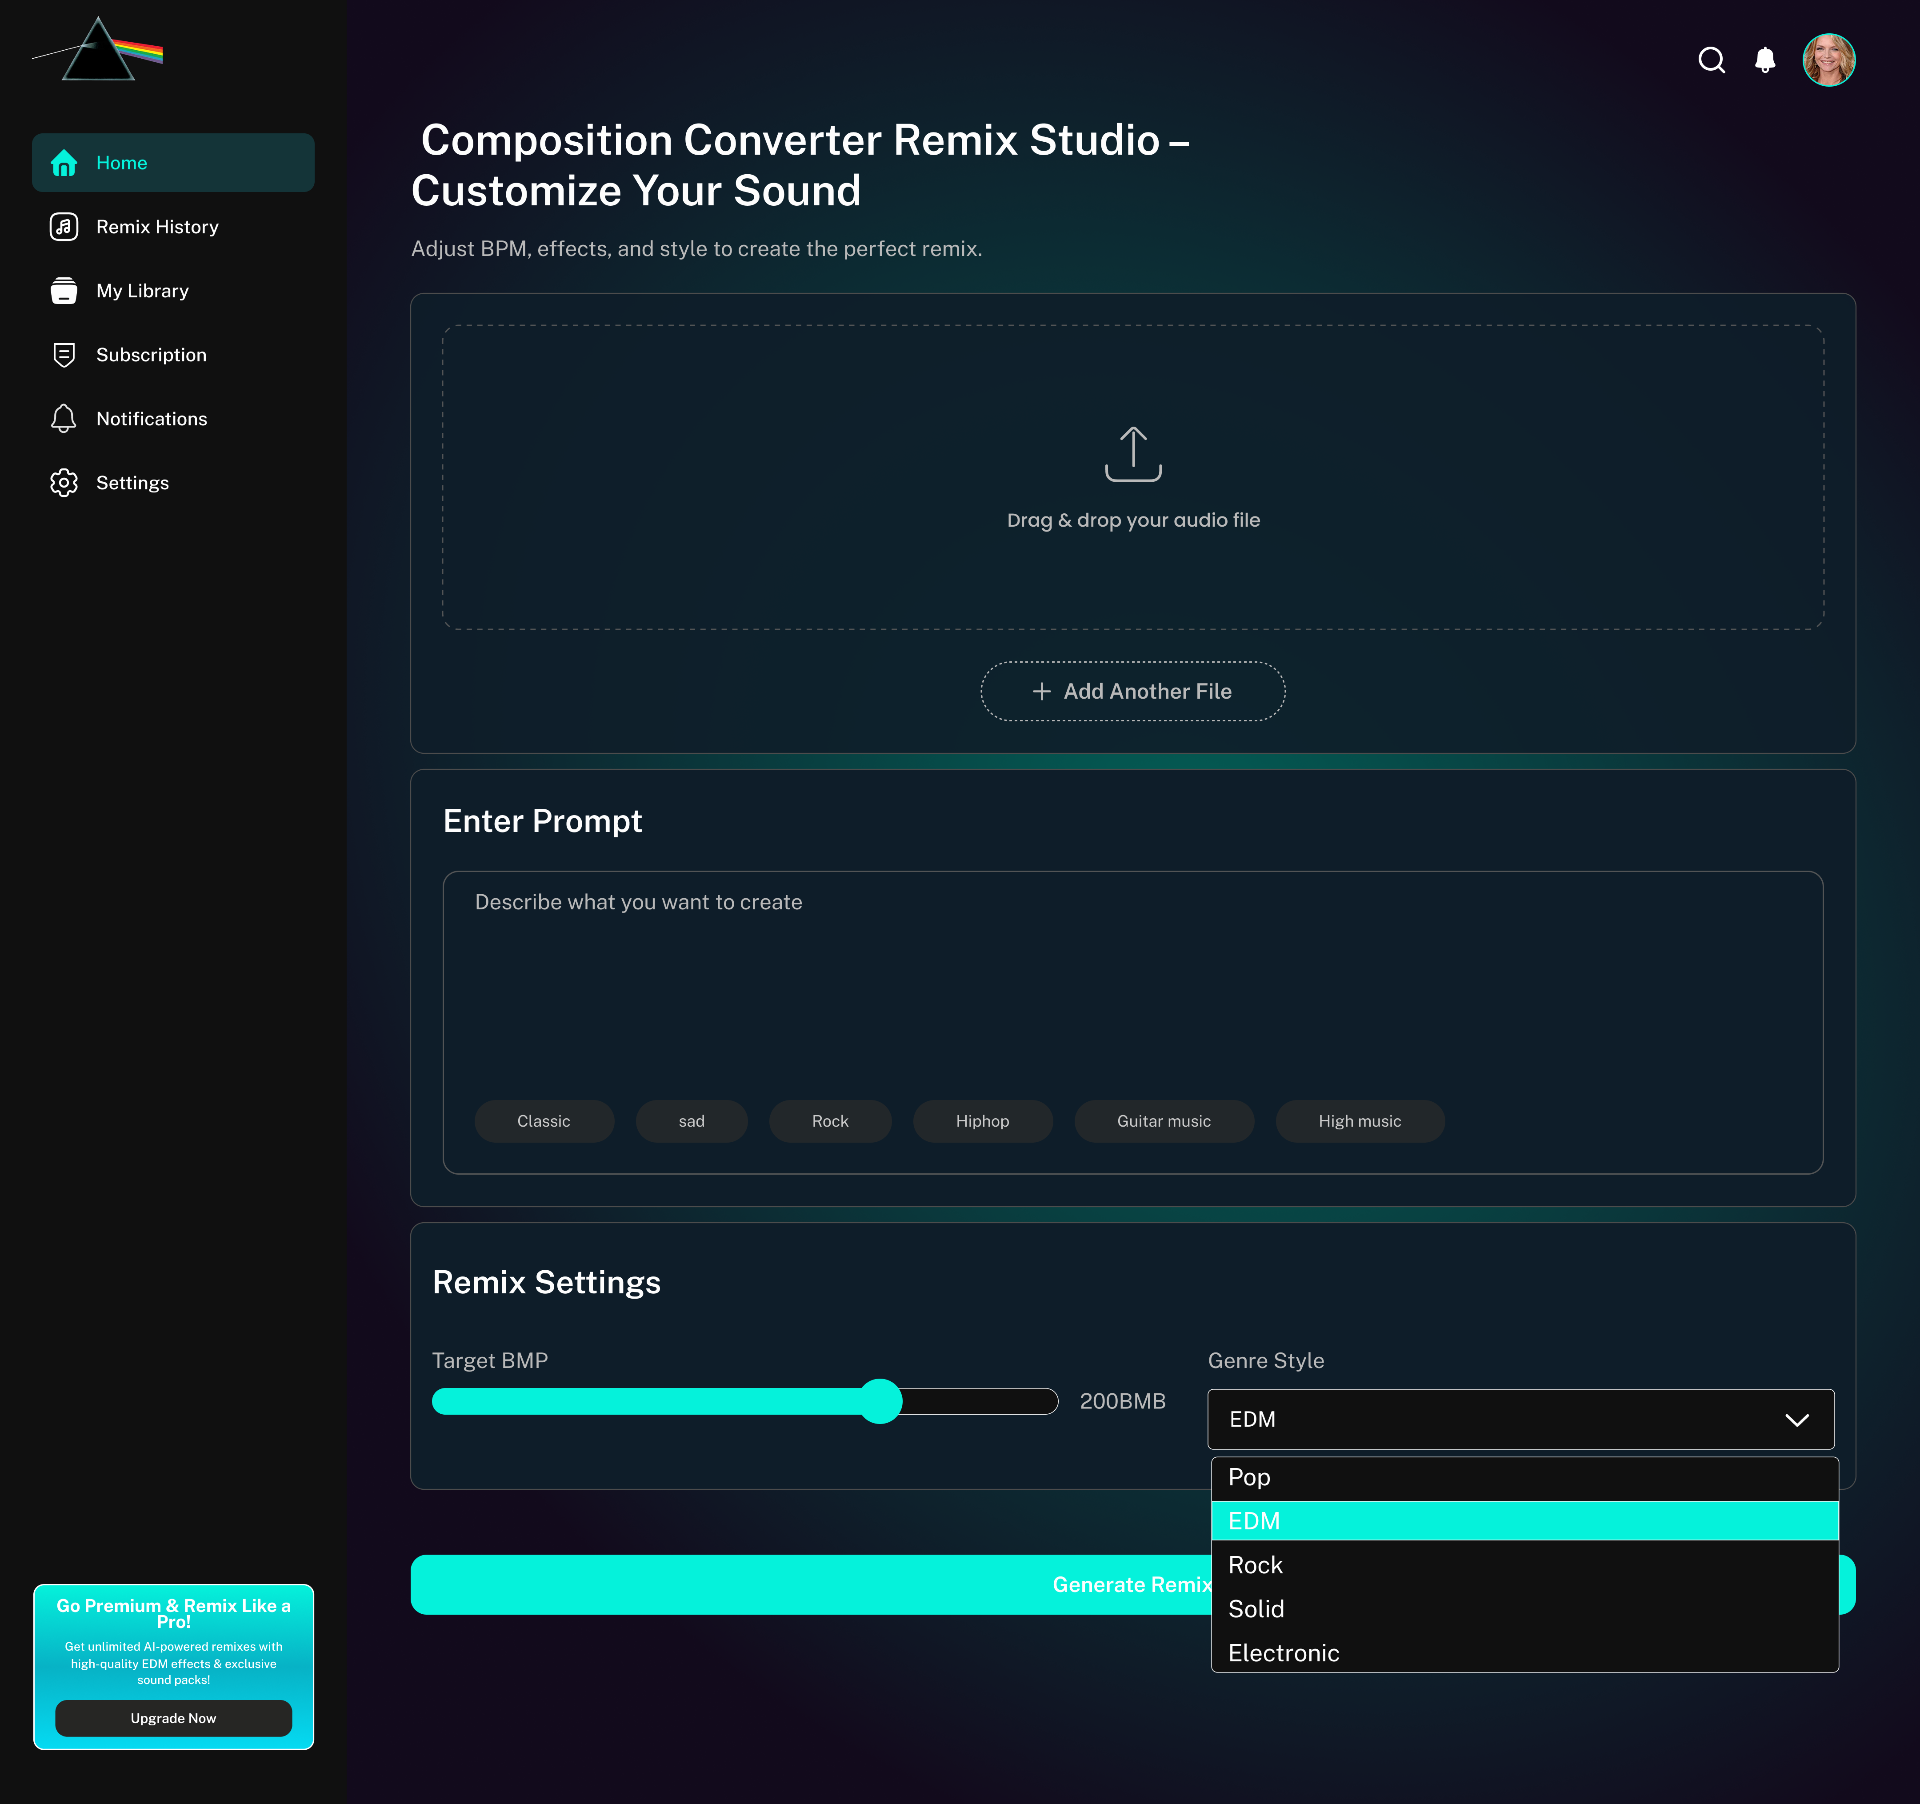 Home
Remix History
My Library
Subscription
Notifications
Settings
Go Premium & Remix Like a
Pro!
Get unlimited AI-powered remixes with
high-quality EDM effects & exclusive
sound packs!
Upgrade Now
Composition Converter Remix Studio –
Customize Your Sound
Adjust BPM, effects, and style to create the perfect remix.
Drag & drop your audio file
Add Another File
Enter Prompt
Describe what you want to create
Classic
sad
Rock
Hiphop
Guitar music
High music
Remix Settings
Target BMP
200BMB
Genre Style
EDM
Pop
EDM
Rock
Solid
Electronic
Generate Remix